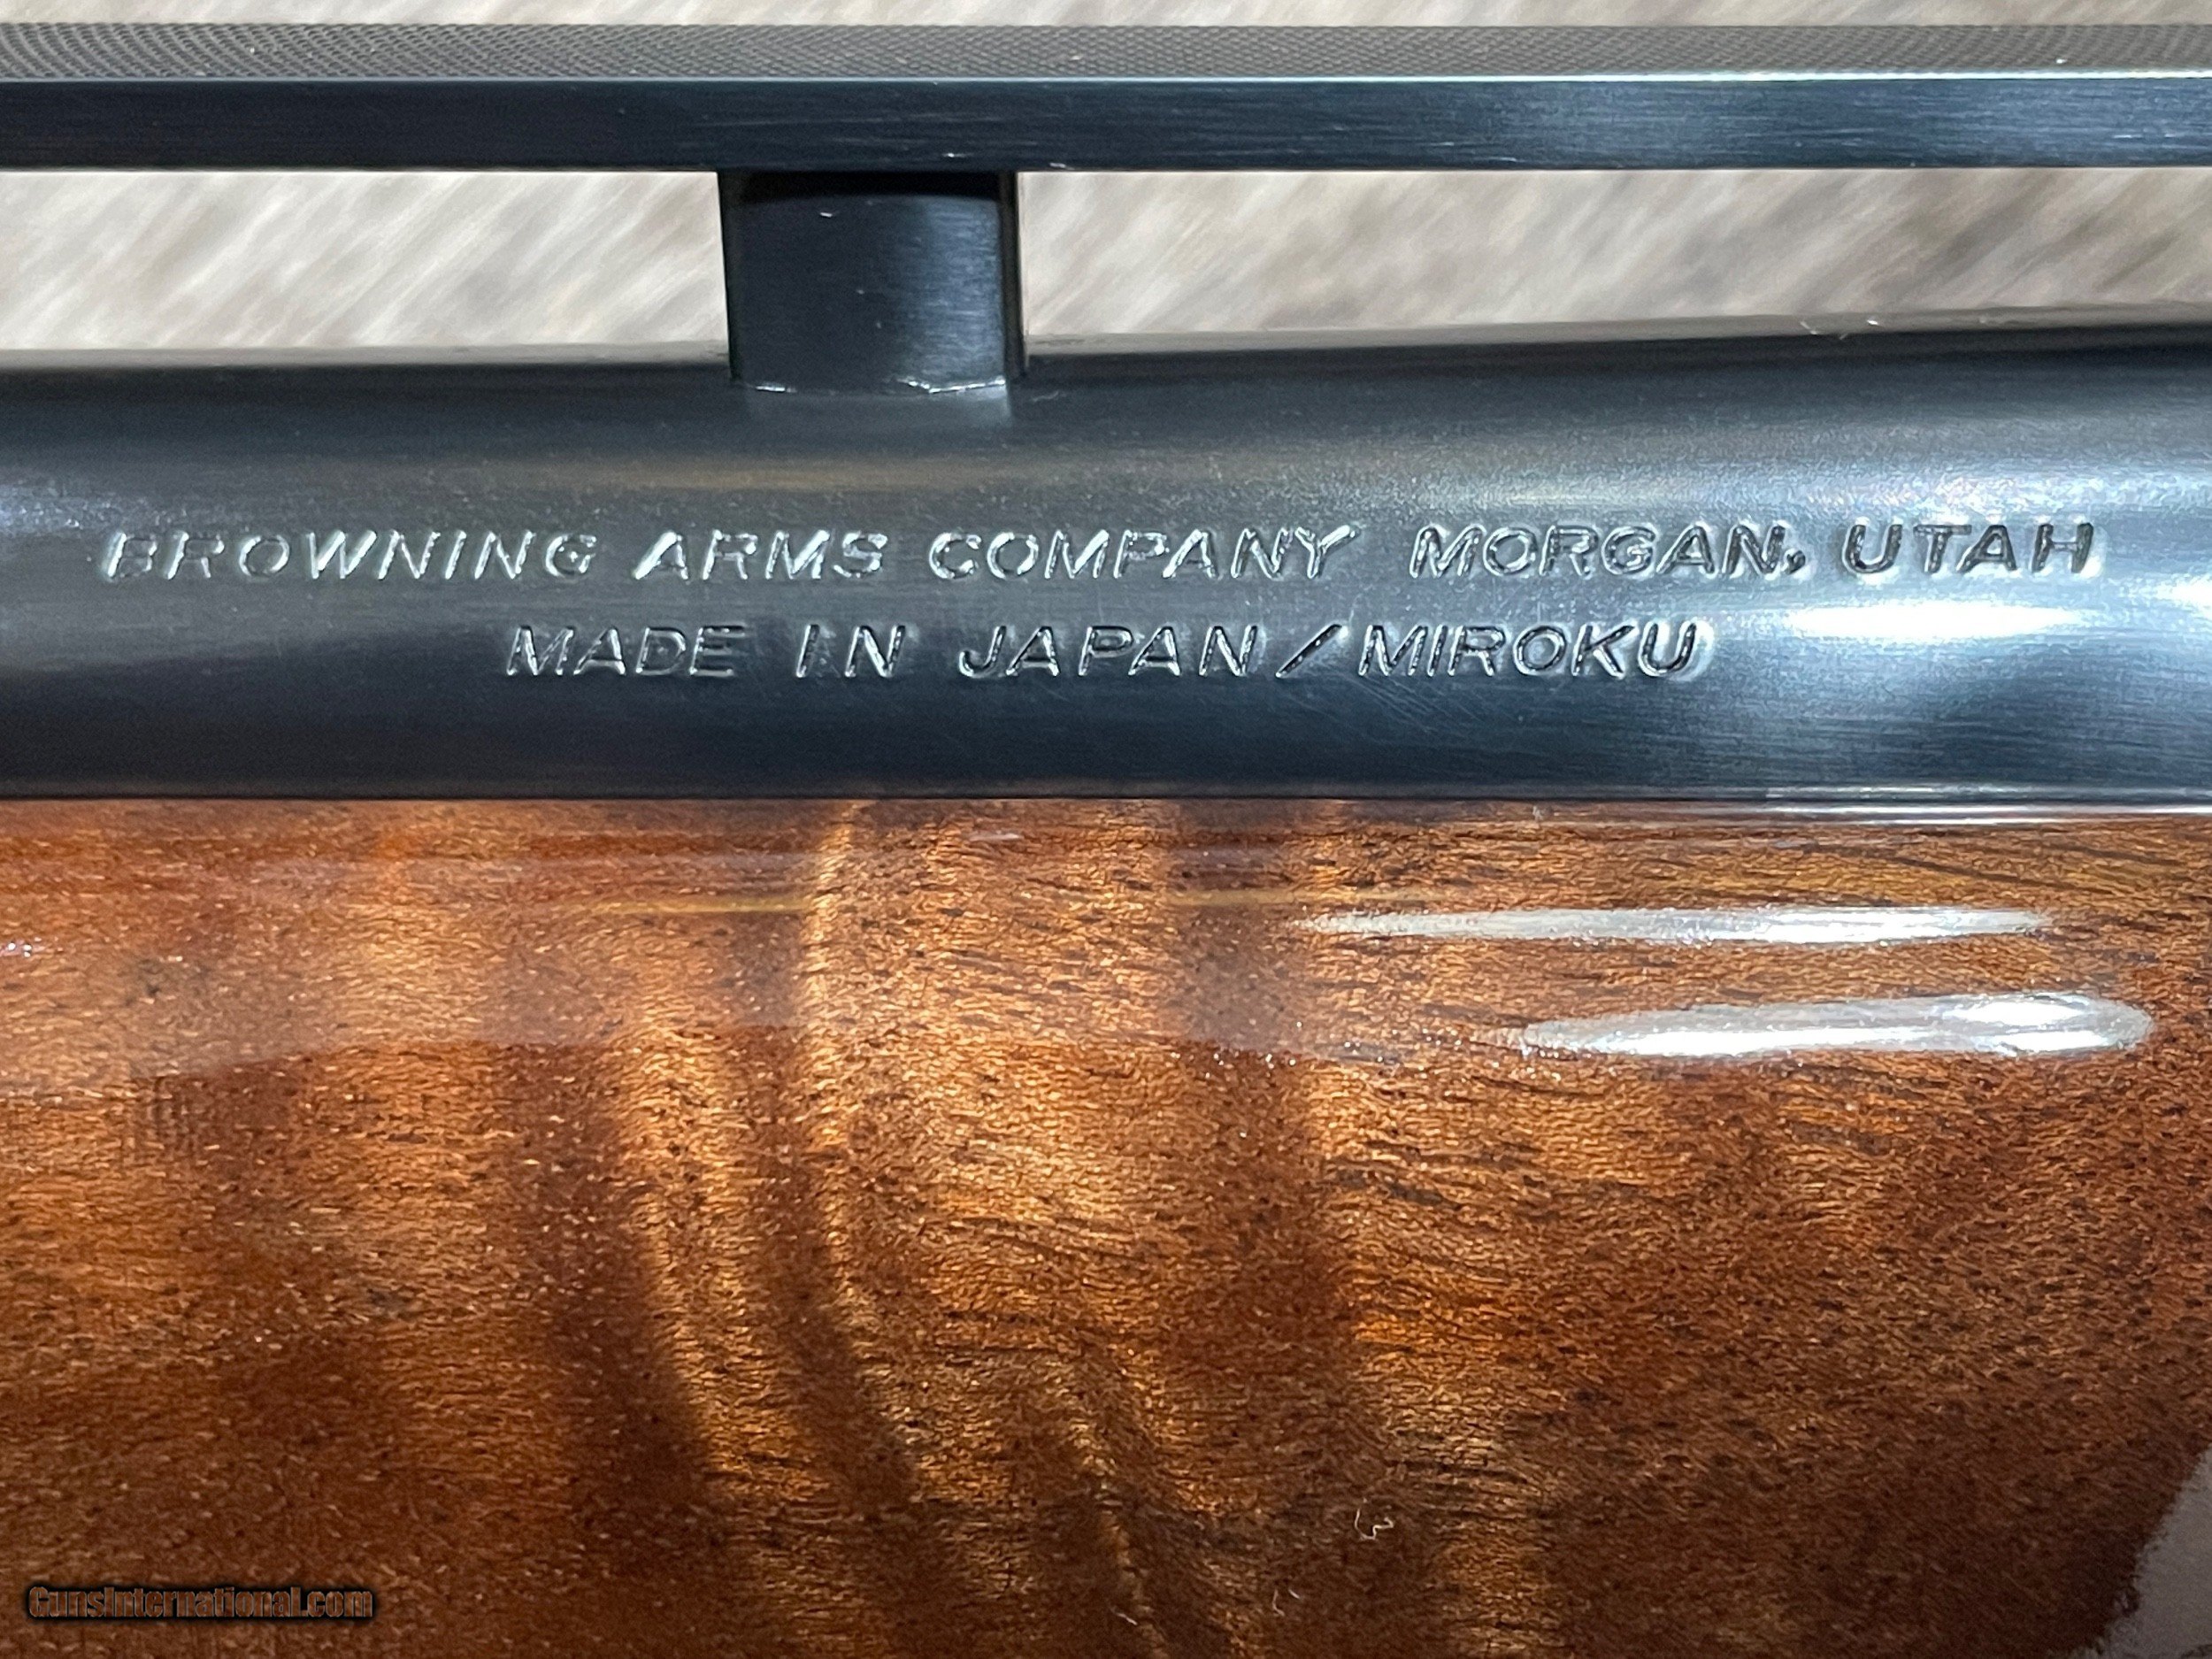 BROWNING ARMS COMPANY MORGAN, UTAH
MADE IN JAPAN/MIROKU
GunsInternational.com